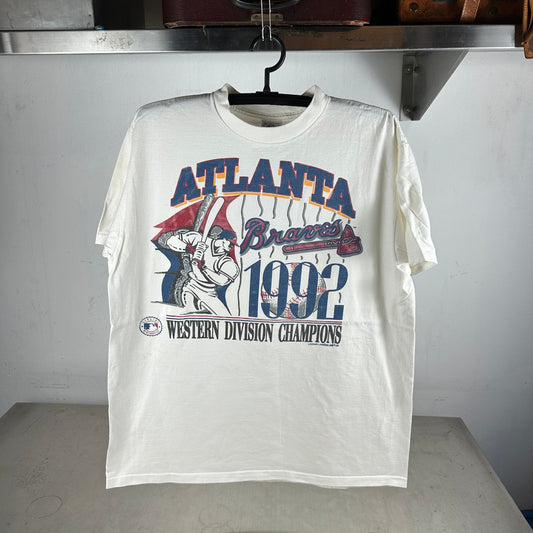 ATLANTA
Braves
1992
WESTERN DIVISION CHAMPIONS